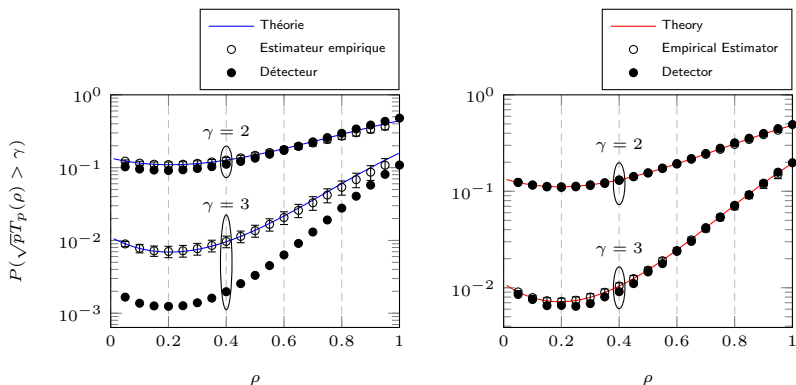 Théorie
Estimateur empirique
Détecteur
10^0
10^{-1}
10^{-2}
10^{-3}
P(√pT_p(ρ) > γ)
γ = 2
γ = 3
0 0.2 0.4 0.6 0.8 1
ρ
Theory
Empirical Estimator
Detector
10^0
10^{-1}
10^{-2}
γ = 2
γ = 3
0 0.2 0.4 0.6 0.8 1
ρ